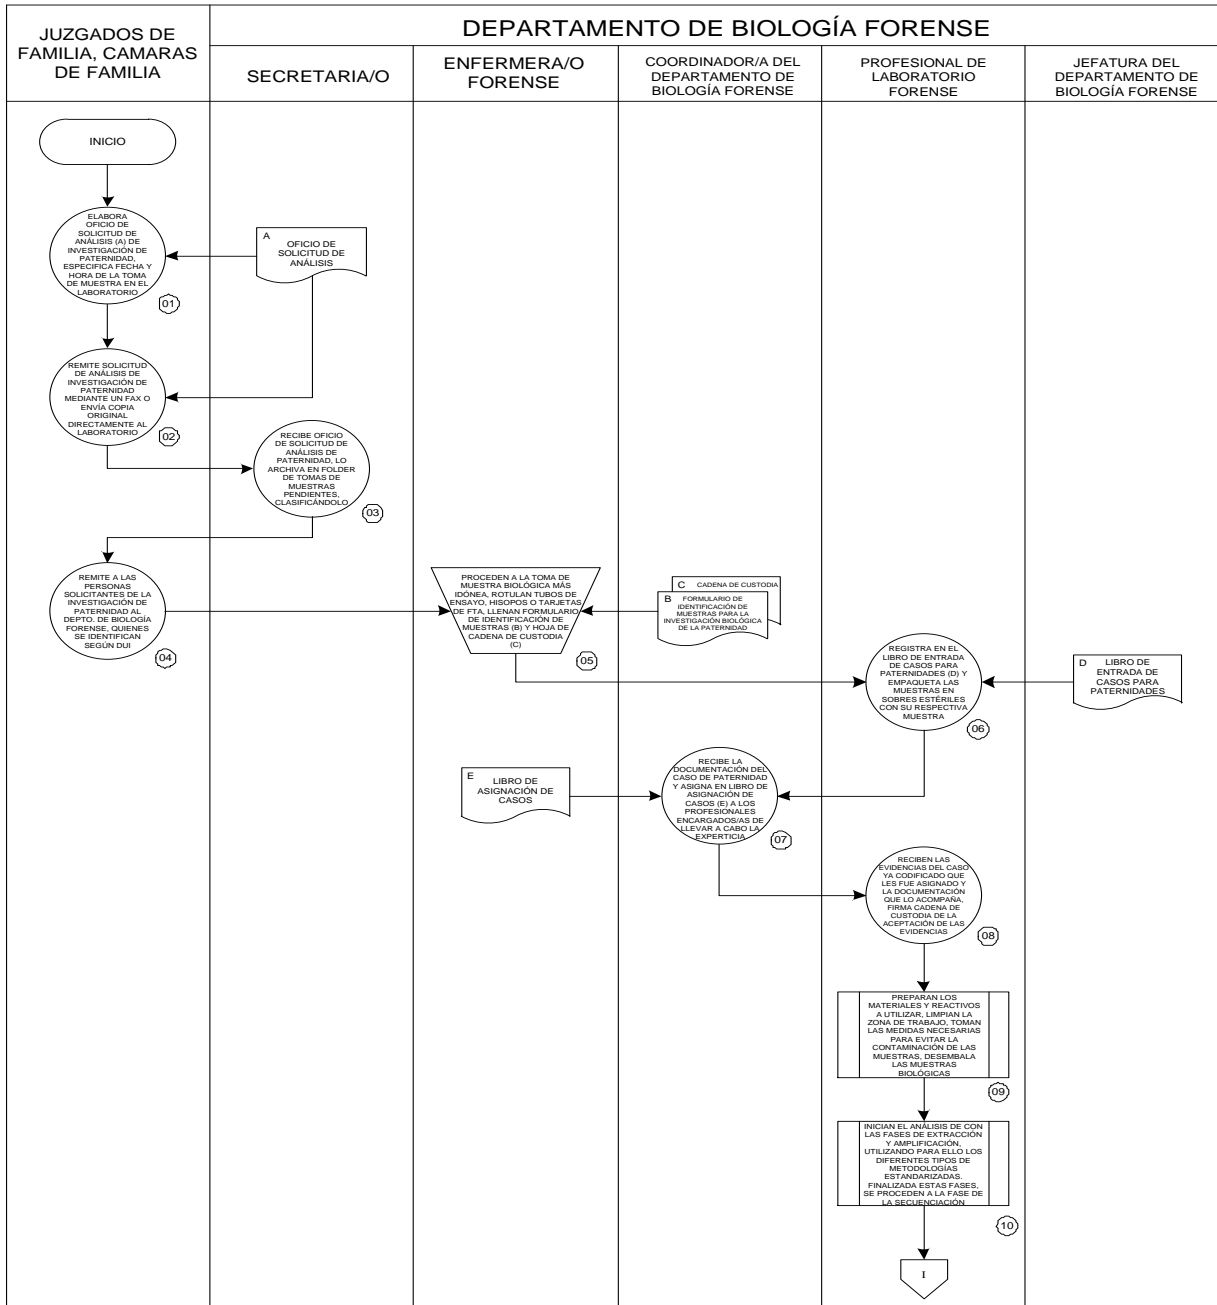 JUZGADOS DE
FAMILIA, CAMARAS
DE FAMILIA
DEPARTAMENTO DE BIOLOGÍA FORENSE
SECRETARIA/O
ENFERMERA/O
FORENSE
COORDINADOR/A DEL
DEPARTAMENTO DE
BIOLOGÍA FORENSE
PROFESIONAL DE
LABORATORIO
FORENSE
JEFATURA DEL
DEPARTAMENTO DE
BIOLOGÍA FORENSE
INICIO
ELABORA
OFICIO DE
SOLICITUD DE
ANÁLISIS (A) DE
INVESTIGACIÓN DE
PATERNIDAD,
ESPECIFICA FECHA Y
HORA DE LA TOMA
DE MUESTRA EN EL
LABORATORIO
01
A
OFICIO DE
SOLICITUD DE
ANÁLISIS
REMITE SOLICITUD
DE ANÁLISIS DE
INVESTIGACIÓN DE
PATERNIDAD
MEDIANTE UN FAX O
ENVÍA COPIA
ORIGINAL
DIRECTAMENTE AL
LABORATORIO
02
RECIBE OFICIO
DE SOLICITUD DE
ANÁLISIS DE
PATERNIDAD, LO
ARCHIVA EN FOLDER
DE TOMAS DE
MUESTRAS
PENDIENTES,
CLASIFICÁNDOLO
03
REMITE A LAS
PERSONAS
SOLICITANTES DE LA
INVESTIGACIÓN DE
PATERNIDAD AL
DEPTO. DE BIOLOGÍA
FORENSE, QUIENES
SE IDENTIFICAN
SEGÚN DUI
04
PROCEDEN A LA TOMA DE
MUESTRA BIOLÓGICA MÁS
IDÓNEA, ROTULAN TUBOS DE
ENSAYO, HISOPOS O TARJETAS
DE FTA, LLENAN FORMULARIO
DE IDENTIFICACIÓN DE
MUESTRAS (B) Y HOJA DE
CADENA DE CUSTODIA
(C)
05
C CADENA DE CUSTODIA
B
FORMULARIO DE
IDENTIFICACIÓN DE
MUESTRAS PARA LA
INVESTIGACIÓN BIOLÓGICA
DE LA PATERNIDAD
REGISTRA EN EL
LIBRO DE ENTRADA
DE CASOS PARA
PATERNIDADES (D) Y
EMPAQUETA LAS
MUESTRAS EN
SOBRES ESTÉRILES
CON SU RESPECTIVA
MUESTRA
06
D
LIBRO DE
ENTRADA DE
CASOS PARA
PATERNIDADES
E
LIBRO DE
ASIGNACIÓN DE
CASOS
RECIBE LA
DOCUMENTACIÓN DEL
CASO DE PATERNIDAD
Y ASIGNA EN LIBRO DE
ASIGNACIÓN DE
CASOS (E) A LOS
PROFESIONALES
ENCARGADOS/AS DE
LLEVAR A CABO LA
EXPERTICIA
07
RECIBEN LAS
EVIDENCIAS DEL CASO
YA CODIFICADO QUE
LES FUE ASIGNADO Y
LA DOCUMENTACIÓN
QUE LO ACOMPAÑA,
FIRMA CADENA DE
CUSTODIA DE LA
ACEPTACIÓN DE LAS
EVIDENCIAS
08
PREPARAN LOS
MATERIALES Y REACTIVOS
A UTILIZAR, LIMPIAN LA
ZONA DE TRABAJO, TOMAN
LAS MEDIDAS NECESARIAS
PARA EVITAR LA
CONTAMINACIÓN DE LAS
MUESTRAS, DESEMBALA
LAS MUESTRAS
BIOLÓGICAS
09
INICIAN EL ANÁLISIS DE CON
LAS FASES DE EXTRACCIÓN
Y AMPLIFICACIÓN,
UTILIZANDO PARA ELLO LOS
DIFERENTES TIPOS DE
METODOLOGÍAS
ESTANDARIZADAS.
FINALIZADA ESTAS FASES,
SE PROCEDEN A LA FASE DE
LA SECUENCIACIÓN
10
I